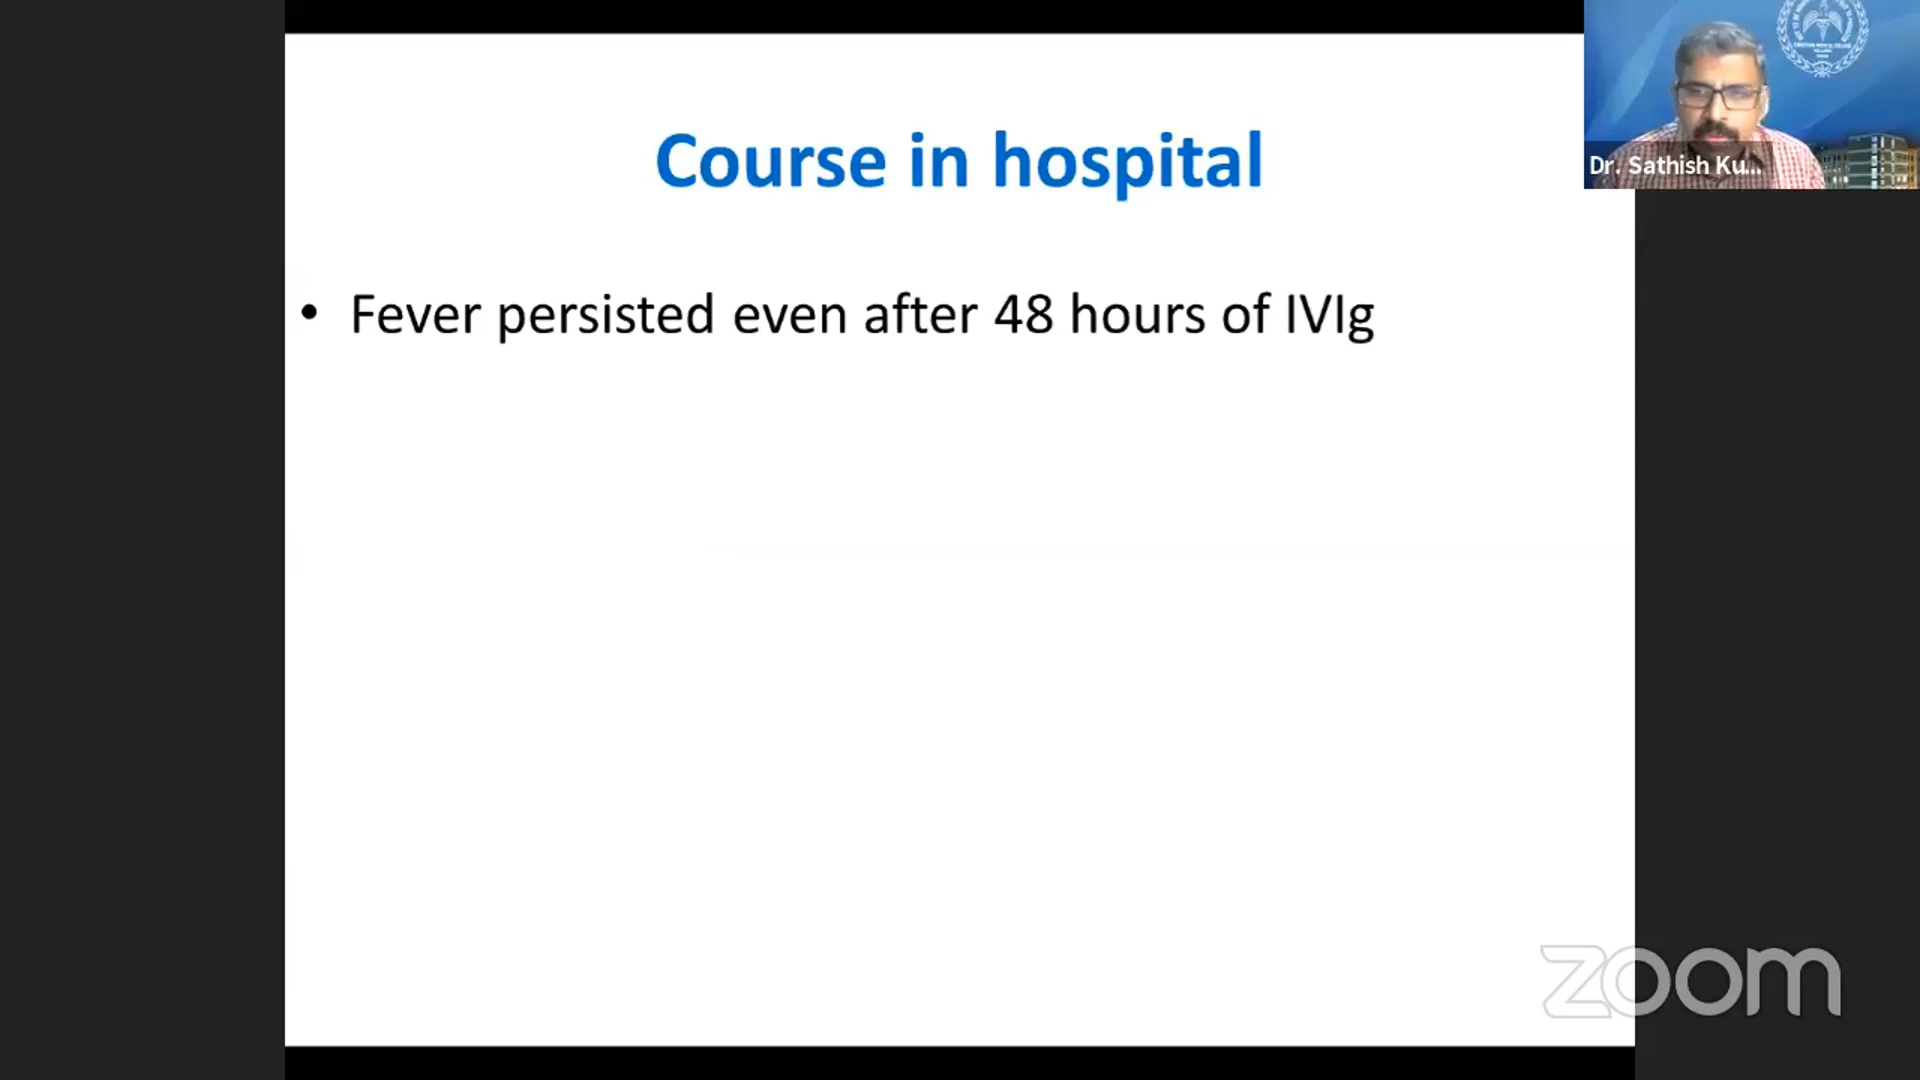 Course in hospital
• Fever persisted even after 48 hours of IVIg
Dr. Sathish Ku...
zoom